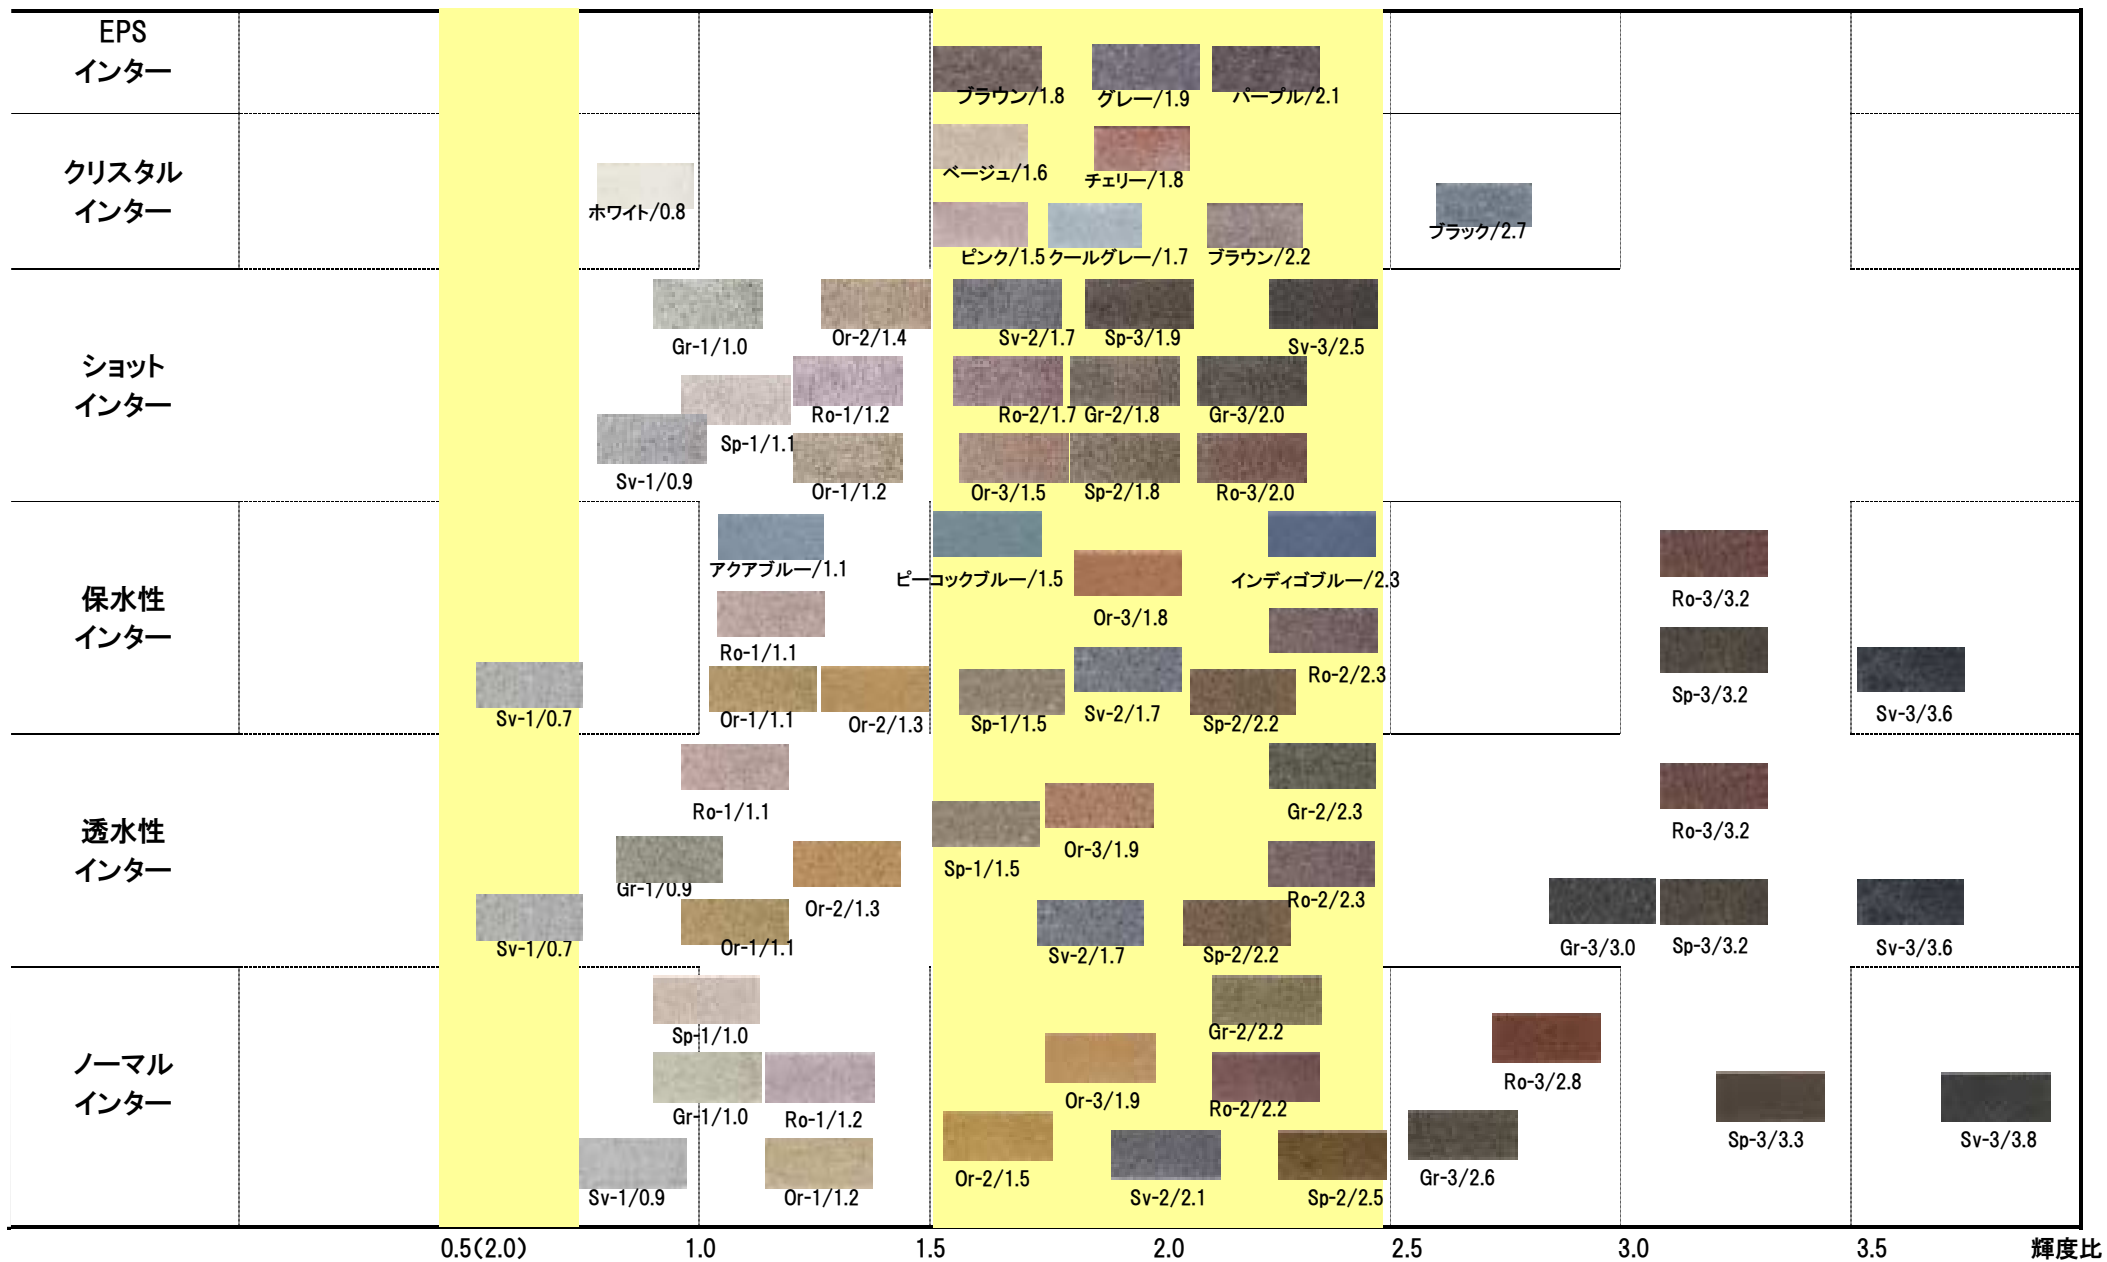 EPS
インター
ブラウン/1.8
グレー/1.9
パープル/2.1
クリスタル
インター
ベージュ/1.6
チェリー/1.8
ホワイト/0.8
ブラック/2.7
ピンク/1.5
クールグレー/1.7
ブラウン/2.2
ショット
インター
Gr-1/1.0
Or-2/1.4
Sv-2/1.7
Sp-3/1.9
Sv-3/2.5
Ro-1/1.2
Ro-2/1.7
Gr-2/1.8
Gr-3/2.0
Sp-1/1.1
Sv-1/0.9
Or-1/1.2
Or-3/1.5
Sp-2/1.8
Ro-3/2.0
保水性
インター
アクアブルー/1.1
ピーコックブルー/1.5
インディゴブルー/2.3
Or-3/1.8
Ro-3/3.2
Ro-1/1.1
Ro-2/2.3
Sv-1/0.7
Or-1/1.1
Or-2/1.3
Sp-1/1.5
Sv-2/1.7
Sp-2/2.2
Sp-3/3.2
Sv-3/3.6
透水性
インター
Ro-1/1.1
Gr-2/2.3
Or-3/1.9
Ro-3/3.2
Sp-1/1.5
Gr-1/0.9
Or-2/1.3
Ro-2/2.3
Sv-1/0.7
Or-1/1.1
Sv-2/1.7
Sp-2/2.2
Gr-3/3.0
Sp-3/3.2
Sv-3/3.6
ノーマル
インター
Sp-1/1.0
Gr-2/2.2
Ro-3/2.8
Gr-1/1.0
Ro-1/1.2
Or-3/1.9
Ro-2/2.2
Sp-3/3.3
Sv-3/3.8
Sv-1/0.9
Or-1/1.2
Or-2/1.5
Sv-2/2.1
Sp-2/2.5
Gr-3/2.6
0.5(2.0)
1.0
1.5
2.0
2.5
3.0
3.5
輝度比